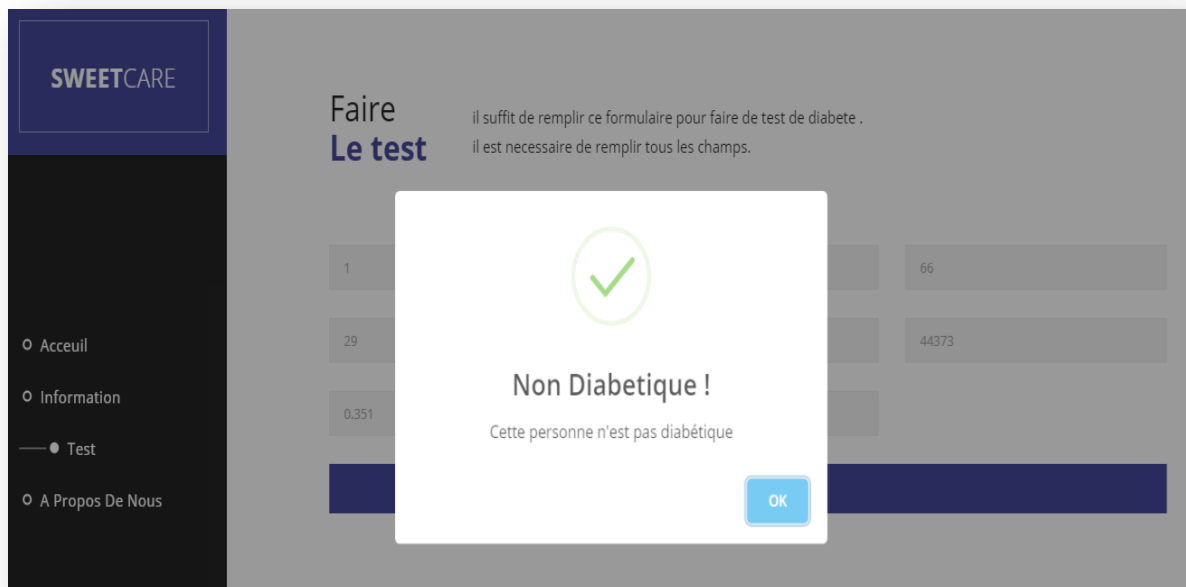 SWEETCARE
Acceuil
Information
Test
A Propos De Nous
Faire
Le test
il suffit de remplir ce formulaire pour faire de test de diabete .
il est necessaire de remplir tous les champs.
1
66
29
44373
0.351
Non Diabetique !
Cette personne n'est pas diabétique
OK